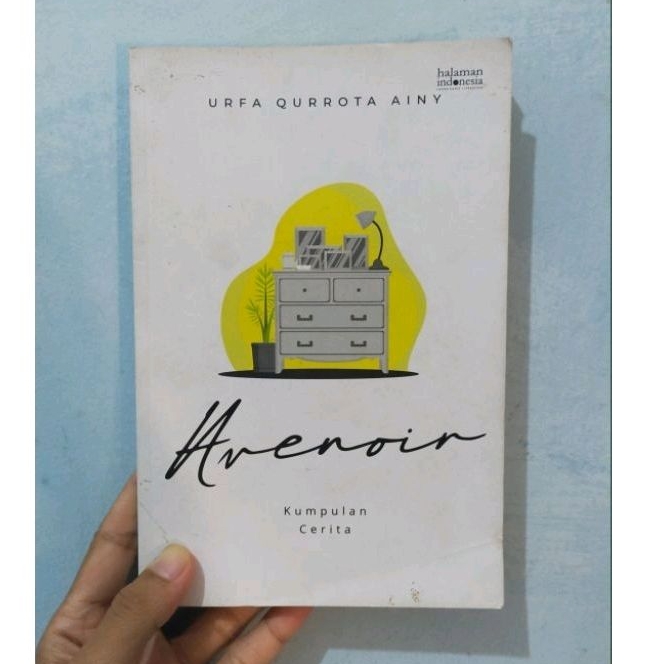 halaman
indonesia
URFA QURROTA AINY
Avenoir
Kumpulan
Cerita